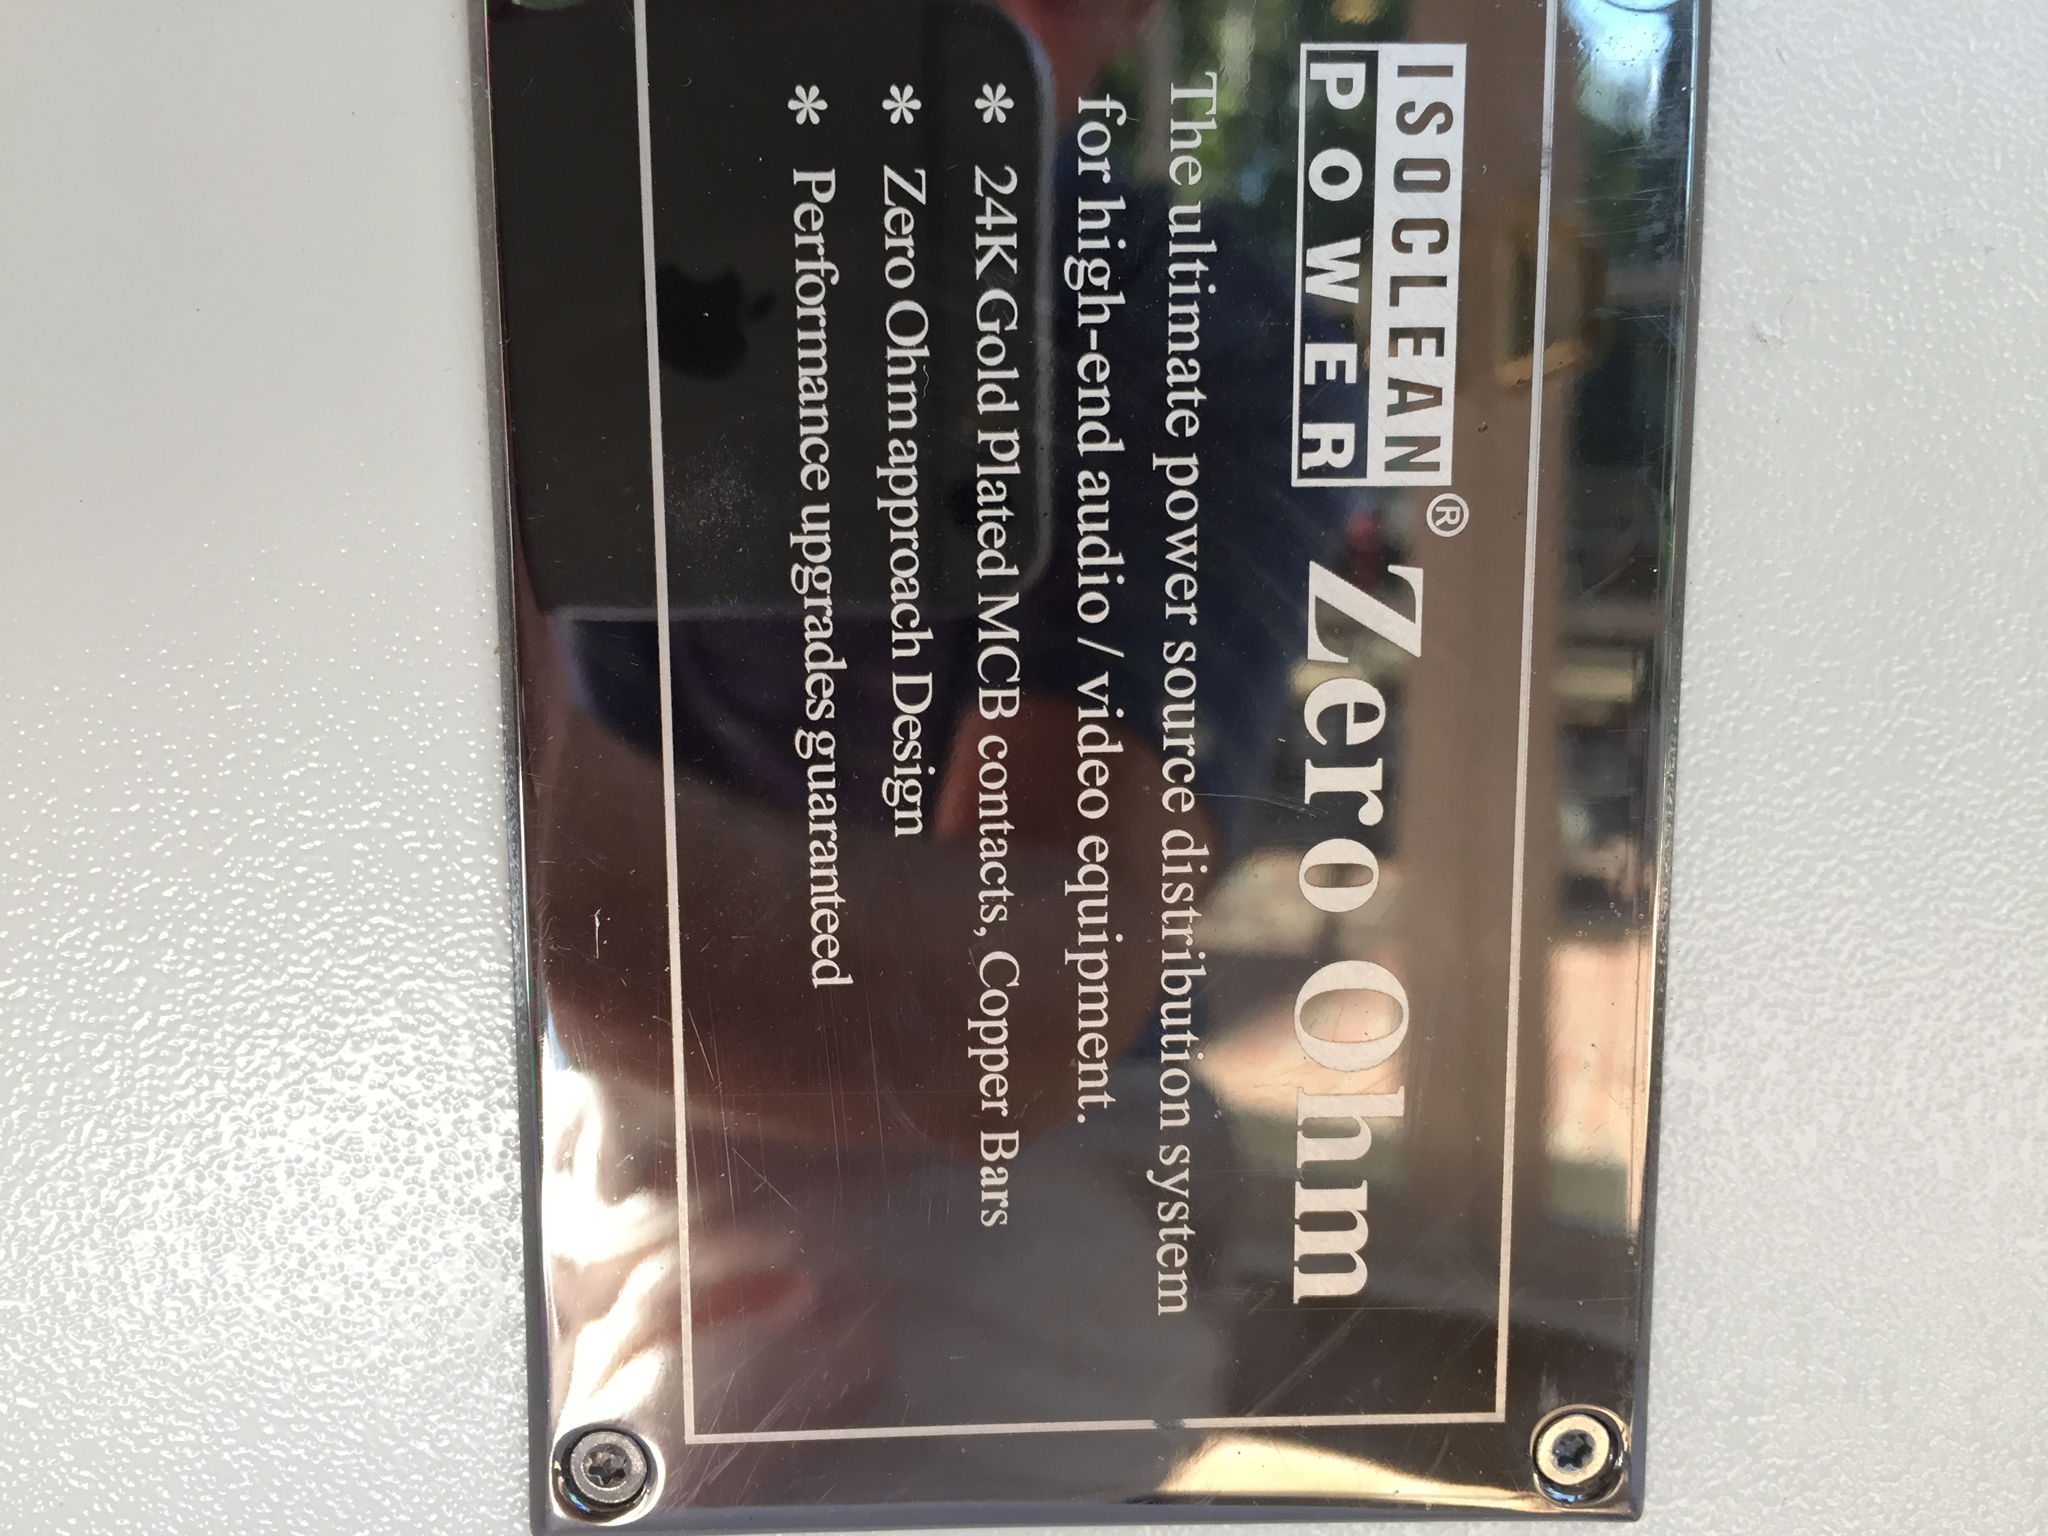 ISOCLEAN
POWER® Zero Ohm
The ultimate power source distribution system
for high-end audio / video equipment.
* 24K Gold Plated MCB contacts, Copper Bars
* Zero Ohm approach Design
* Performance upgrades guaranteed